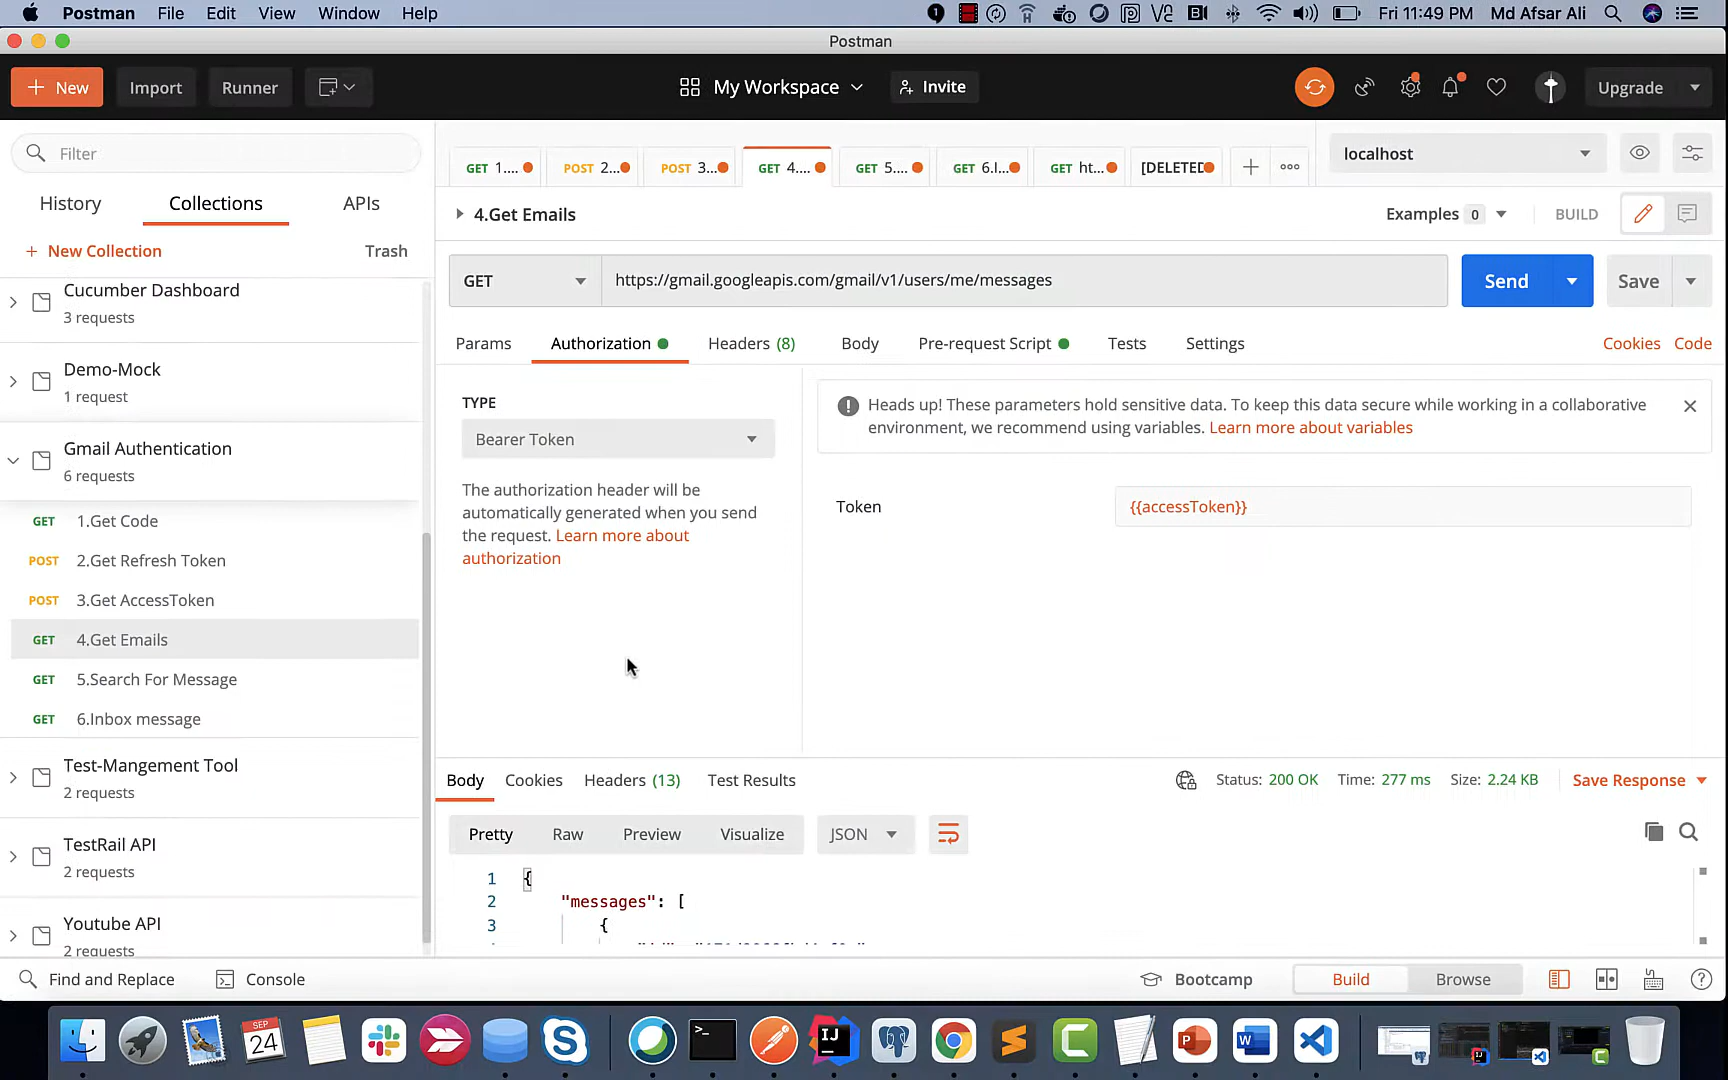 Postman File Edit View Window Help Fri 11:49 PM Md Afsar Ali
Postman
+ New Import Runner My Workspace Invite Upgrade
Filter
History Collections APIs
+ New Collection Trash
Cucumber Dashboard
3 requests
Demo-Mock
1 request
Gmail Authentication
6 requests
GET 1.Get Code
POST 2.Get Refresh Token
POST 3.Get AccessToken
GET 4.Get Emails
GET 5.Search For Message
GET 6.Inbox message
Test-Mangement Tool
2 requests
TestRail API
2 requests
Youtube API
2 requests
GET 1.... POST 2... POST 3... GET 4.... GET 5.... GET 6.I... GET ht... [DELETED localhost
4.Get Emails Examples 0 BUILD
GET https://gmail.googleapis.com/gmail/v1/users/me/messages Send Save
Params Authorization Headers (8) Body Pre-request Script Tests Settings Cookies Code
TYPE
Bearer Token
The authorization header will be
automatically generated when you send
the request. Learn more about
authorization
Heads up! These parameters hold sensitive data. To keep this data secure while working in a collaborative
environment, we recommend using variables. Learn more about variables
Token {{accessToken}}
Body Cookies Headers (13) Test Results Status: 200 OK Time: 277 ms Size: 2.24 KB Save Response
Pretty Raw Preview Visualize JSON
1 {
2 "messages": [
3 {
Find and Replace Console Bootcamp Build Browse
SEP
24